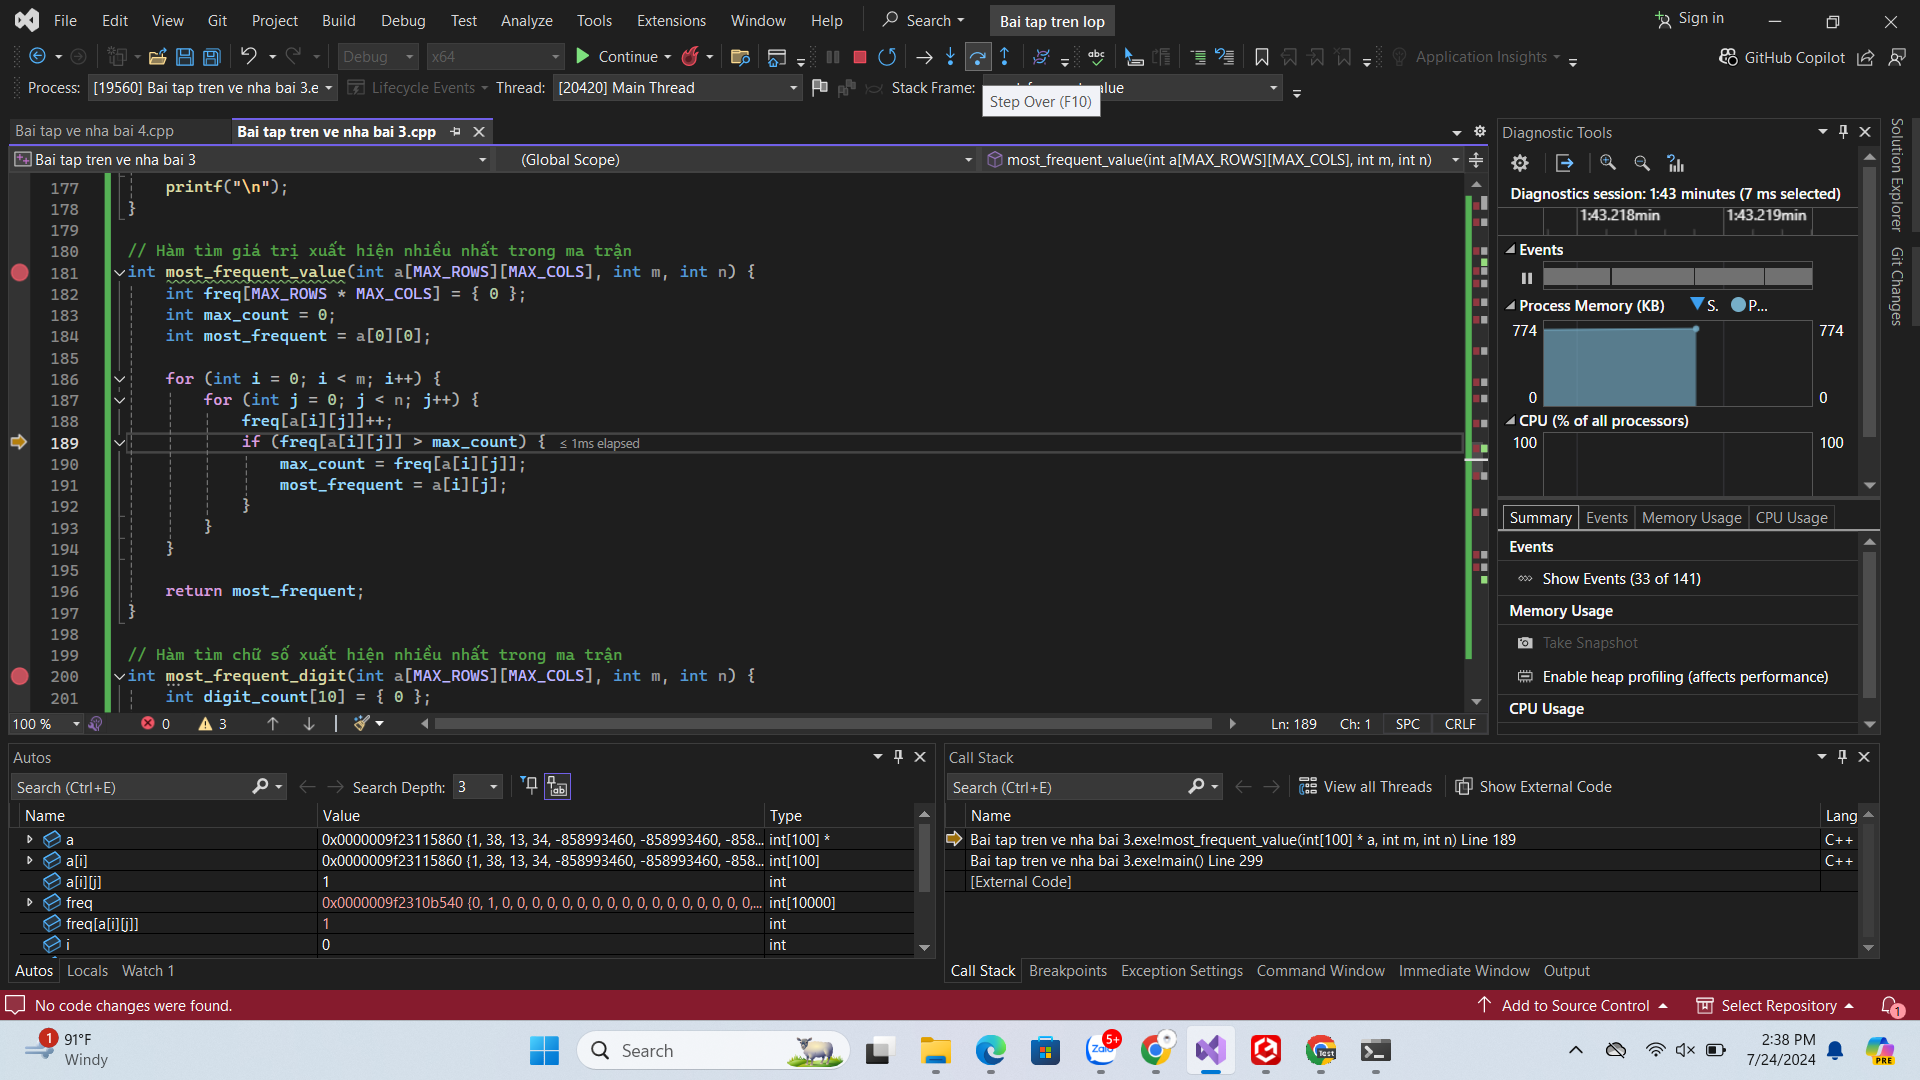 File Edit View Git Project Build Debug Test Analyze Tools Extensions Window Help Search Bai tap tren lop Sign in
Debug x64 Continue Application Insights GitHub Copilot
Process: [19560] Bai tap tren ve nha bai 3.e Lifecycle Events Thread: [20420] Main Thread Stack Frame:
Step Over (F10)
Bai tap ve nha bai 4.cpp Bai tap tren ve nha bai 3.cpp
Bai tap tren ve nha bai 3 (Global Scope) most_frequent_value(int a[MAX_ROWS][MAX_COLS], int m, int n)
177 printf("\n");
178 }
179
180 // Hàm tìm giá trị xuất hiện nhiều nhất trong ma trận
181 int most_frequent_value(int a[MAX_ROWS][MAX_COLS], int m, int n) {
182 int freq[MAX_ROWS * MAX_COLS] = { 0 };
183 int max_count = 0;
184 int most_frequent = a[0][0];
185
186 for (int i = 0; i < m; i++) {
187 for (int j = 0; j < n; j++) {
188 freq[a[i][j]]++;
189 if (freq[a[i][j]] > max_count) { ≤ 1ms elapsed
190 max_count = freq[a[i][j]];
191 most_frequent = a[i][j];
192 }
193 }
194 }
195
196 return most_frequent;
197 }
198
199 // Hàm tìm chữ số xuất hiện nhiều nhất trong ma trận
200 int most_frequent_digit(int a[MAX_ROWS][MAX_COLS], int m, int n) {
201 int digit_count[10] = { 0 };
100 % 0 3 Ln: 189 Ch: 1 SPC CRLF
Diagnostic Tools
Diagnostics session: 1:43 minutes (7 ms selected)
1:43.218min 1:43.219min
Events
Process Memory (KB) S. P...
774 774
0 0
CPU (% of all processors)
100 100
Summary Events Memory Usage CPU Usage
Events
Show Events (33 of 141)
Memory Usage
Take Snapshot
Enable heap profiling (affects performance)
CPU Usage
Solution Explorer
Git Changes
Autos
Search (Ctrl+E) Search Depth: 3
Name Value Type
a 0x0000009f23115860 {1, 38, 13, 34, -858993460, -858993460, -858... int[100] *
a[i] 0x0000009f23115860 {1, 38, 13, 34, -858993460, -858993460, -858... int[100]
a[i][j] 1 int
freq 0x0000009f2310b540 {0, 1, 0, 0, 0, 0, 0, 0, 0, 0, 0, 0, 0, 0, 0, 0, 0, 0, 0,... int[10000]
freq[a[i][j]] 1 int
i 0 int
Autos Locals Watch 1
Call Stack
Search (Ctrl+E) View all Threads Show External Code
Name Lang
Bai tap tren ve nha bai 3.exe!most_frequent_value(int[100] * a, int m, int n) Line 189 C++
Bai tap tren ve nha bai 3.exe!main() Line 299 C++
[External Code]
Call Stack Breakpoints Exception Settings Command Window Immediate Window Output
No code changes were found. Add to Source Control Select Repository 1
1 91°F
Windy
Search
Zalo 5+
Test
PRE
2:38 PM
7/24/2024